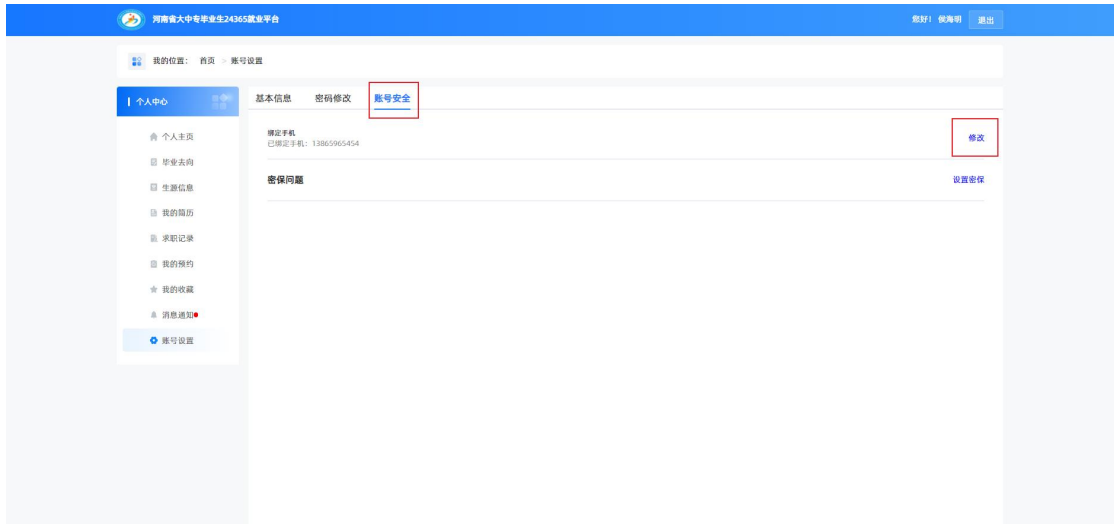 河南省大中专毕业生24365就业平台
您好! 侯海明 退出
我的位置: 首页 > 账号设置
个人中心
个人主页
毕业去向
生源信息
我的简历
求职记录
我的预约
我的收藏
消息通知
账号设置
基本信息 密码修改 账号安全
绑定手机
已绑定手机: 13865965454
修改
密保问题
设置密保